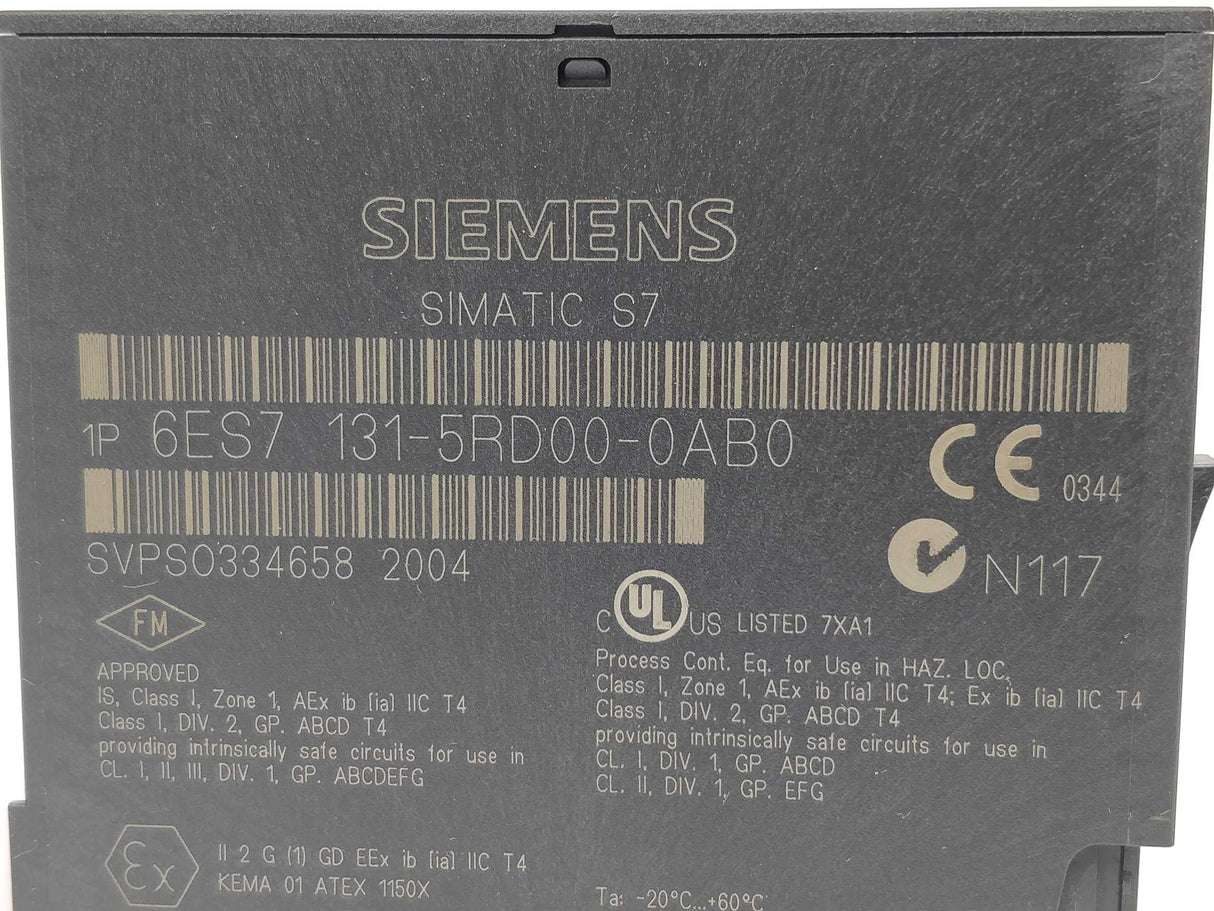 SIEMENS
SIMATIC S7
1P 6ES7 131-5RD00-0AB0
CE 0344
SVPS0334658 2004
N117
FM
APPROVED
IS, Class I, Zone 1, AEx ib [ia] IIC T4
Class I, DIV. 2, GP. ABCD T4
providing intrinsically safe circuits for use in
CL. I, II, III, DIV. 1, GP. ABCDEFG
C UL US LISTED 7XA1
Process Cont. Eq. for Use in HAZ. LOC.
Class I, Zone 1, AEx ib [ia] IIC T4; Ex ib [ia] IIC T4
Class I, DIV. 2, GP. ABCD T4
providing intrinsically safe circuits for use in
CL. I, DIV. 1, GP. ABCD
CL. II, DIV. 1, GP. EFG
Ex
II 2 G (1) GD EEx ib [ia] IIC T4
KEMA 01 ATEX 1150X
Ta: -20°C...+60°C